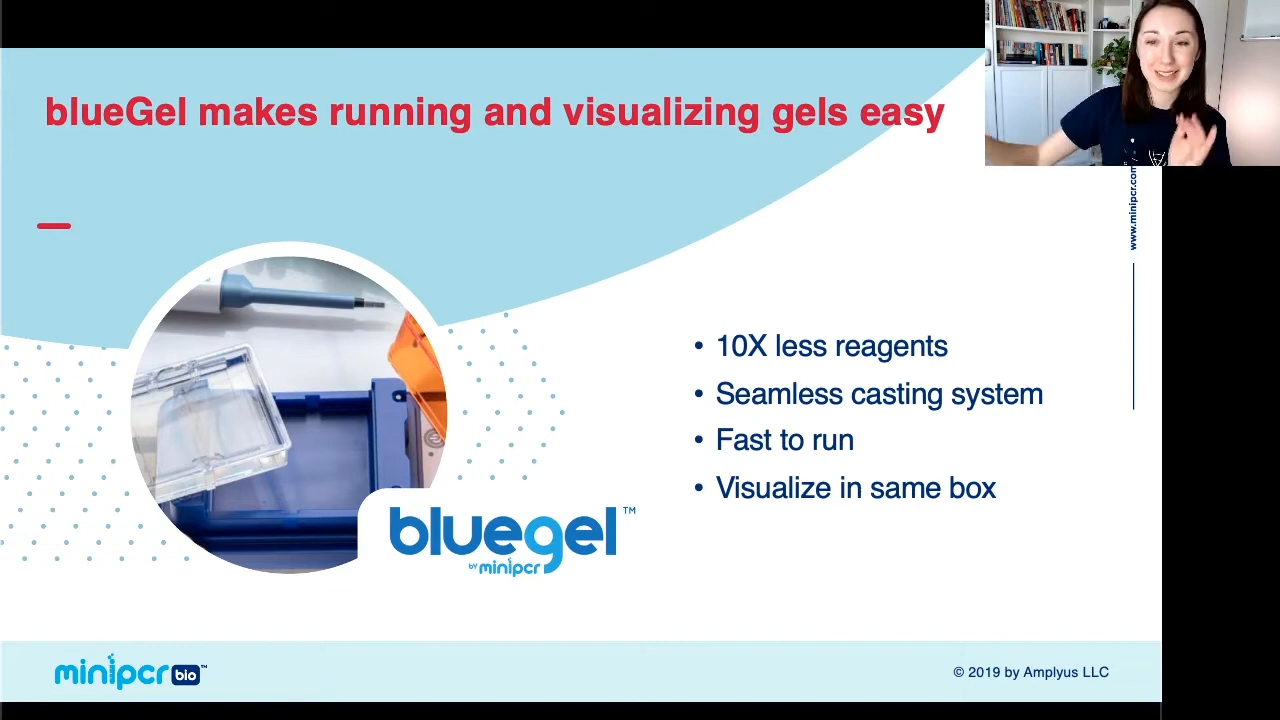 blueGel makes running and visualizing gels easy
www.minipcr.com
• 10X less reagents
• Seamless casting system
• Fast to run
• Visualize in same box
bluegel™
by minipcr
minipcr bio™
© 2019 by Amplyus LLC